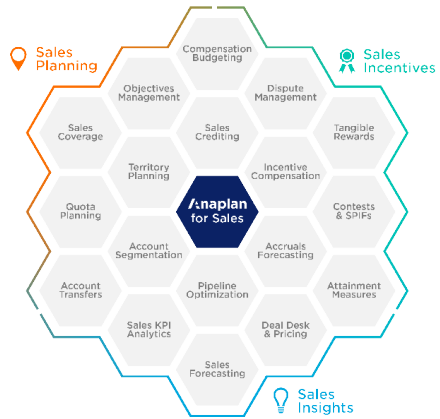 Compensation
Budgeting
Sales
Planning
Sales
Incentives
Objectives
Management
Dispute
Management
Sales
Coverage
Sales
Crediting
Tangible
Rewards
Territory
Planning
Incentive
Compensation
Quota
Planning
Anaplan
for Sales
Contests
& SPIFs
Account
Segmentation
Accruals
Forecasting
Account
Transfers
Pipeline
Optimization
Attainment
Measures
Sales KPI
Analytics
Deal Desk
& Pricing
Sales
Forecasting
Sales
Insights